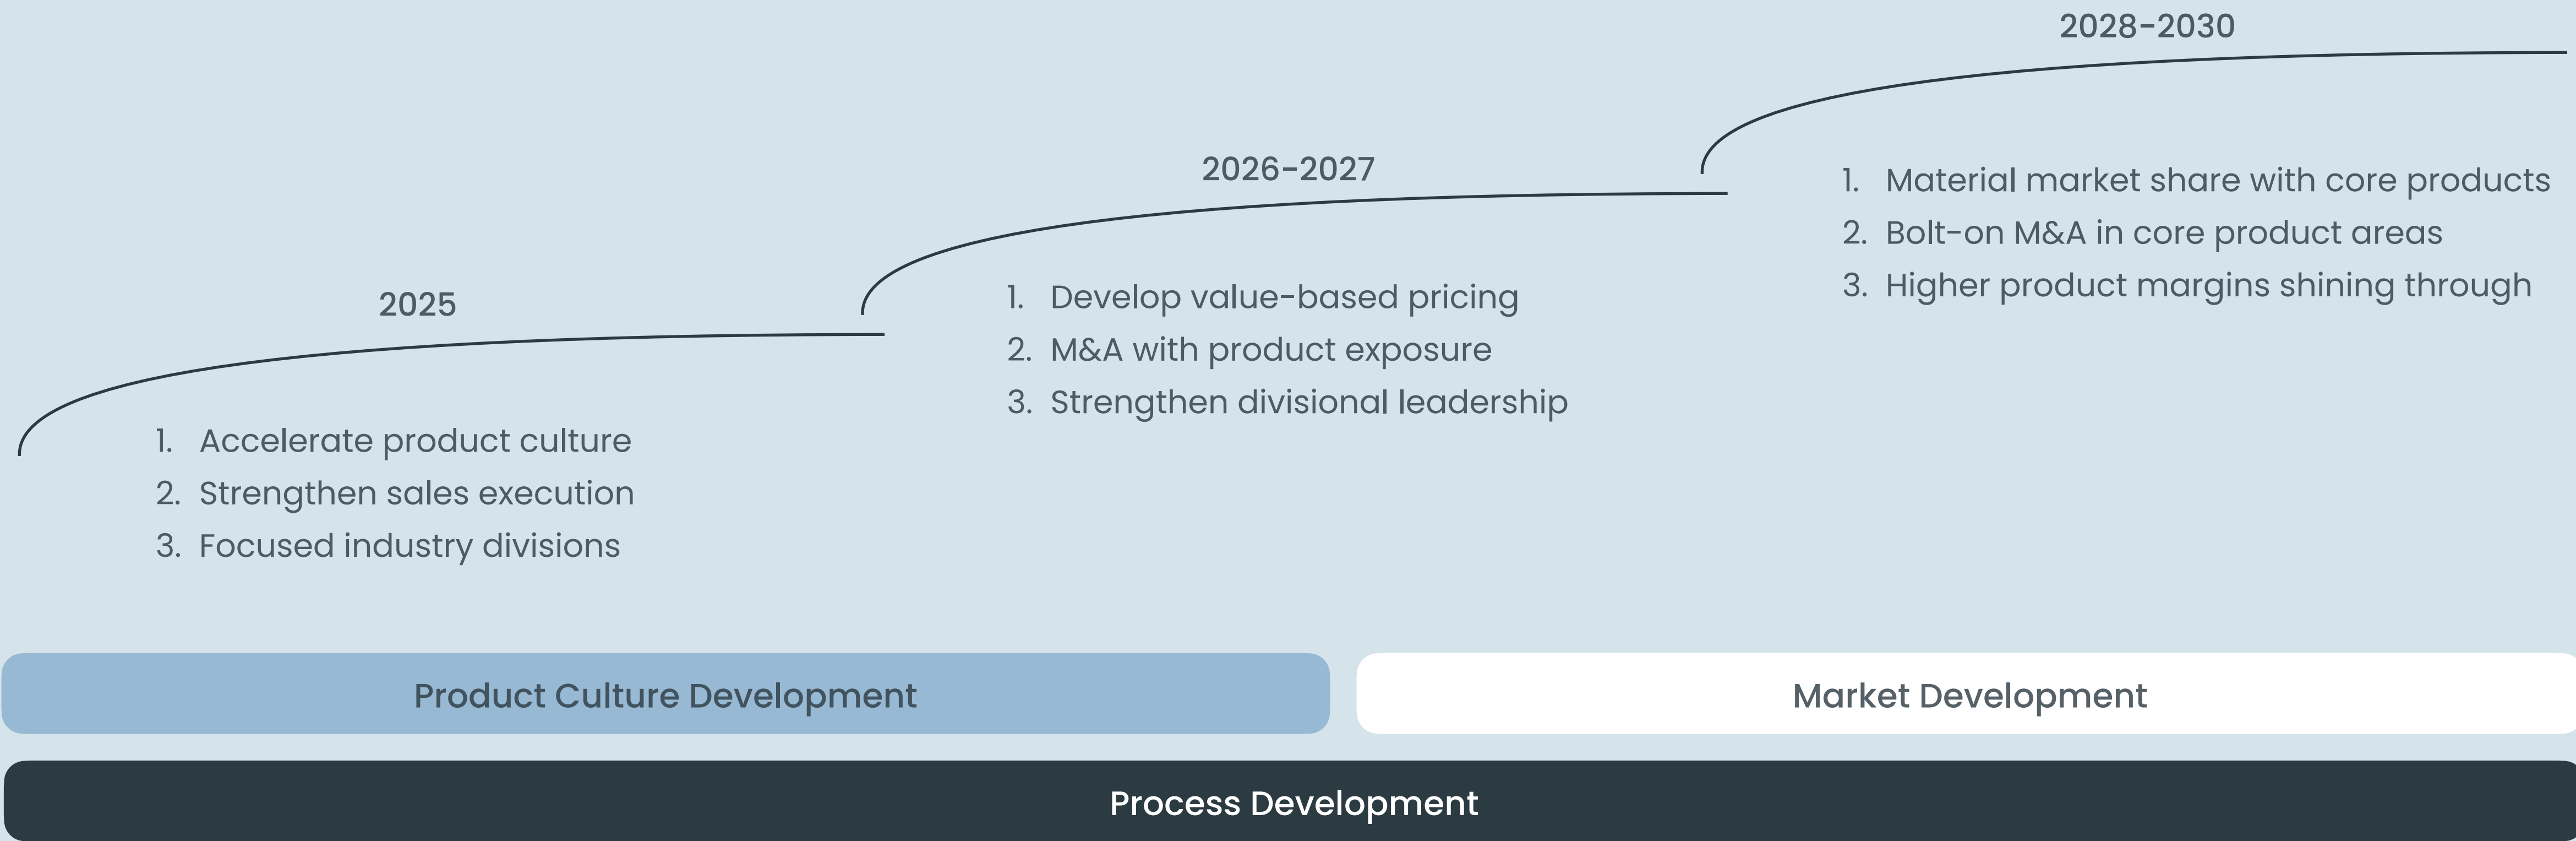 2025
1. Accelerate product culture
2. Strengthen sales execution
3. Focused industry divisions
2026-2027
1. Develop value-based pricing
2. M&A with product exposure
3. Strengthen divisional leadership
2028-2030
1. Material market share with core products
2. Bolt-on M&A in core product areas
3. Higher product margins shining through
Product Culture Development
Market Development
Process Development